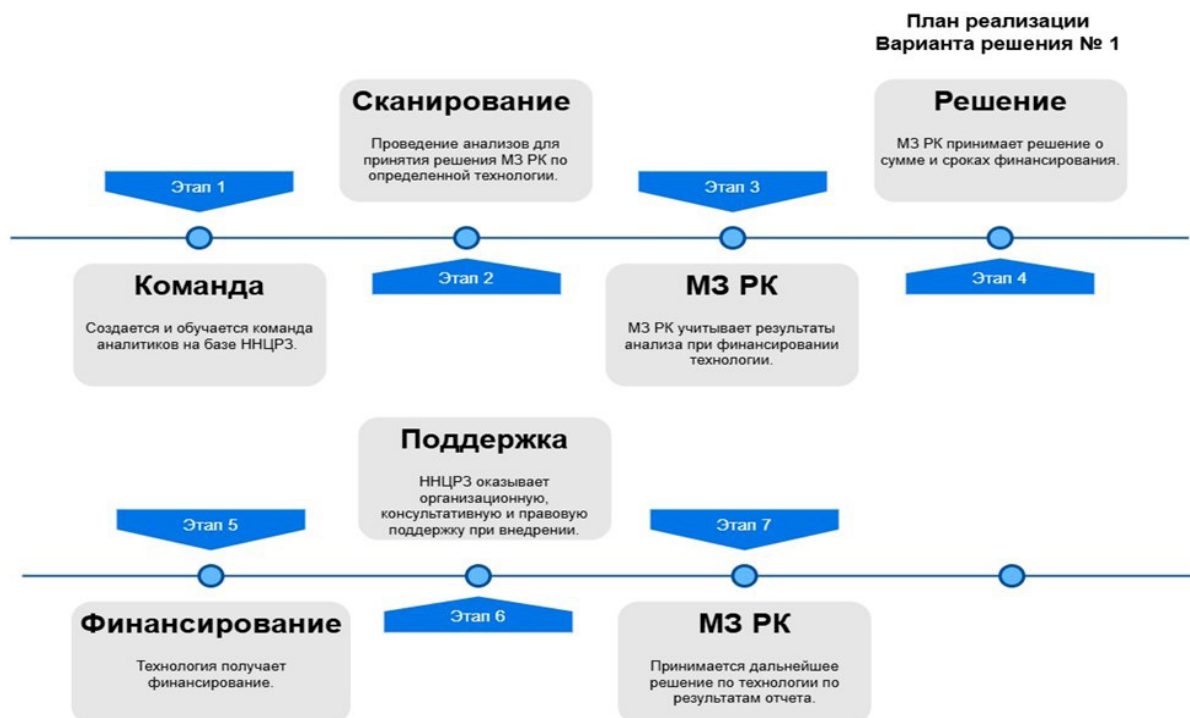 План реализации
Варианта решения № 1
Сканирование
Проведение анализов для
принятия решения МЗ РК по
определенной технологии.
Решение
МЗ РК принимает решение о
сумме и сроках финансирования.
Этап 1
Этап 3
Команда
Создается и обучается команда
аналитиков на базе ННЦРЗ.
Этап 2
МЗ РК
МЗ РК учитывает результаты
анализа при финансировании
технологии.
Этап 4
Поддержка
ННЦРЗ оказывает
организационную,
консультативную и правовую
поддержку при внедрении.
Этап 5
Этап 7
Финансирование
Технология получает
финансирование.
Этап 6
МЗ РК
Принимается дальнейшее
решение по технологии по
результатам отчета.